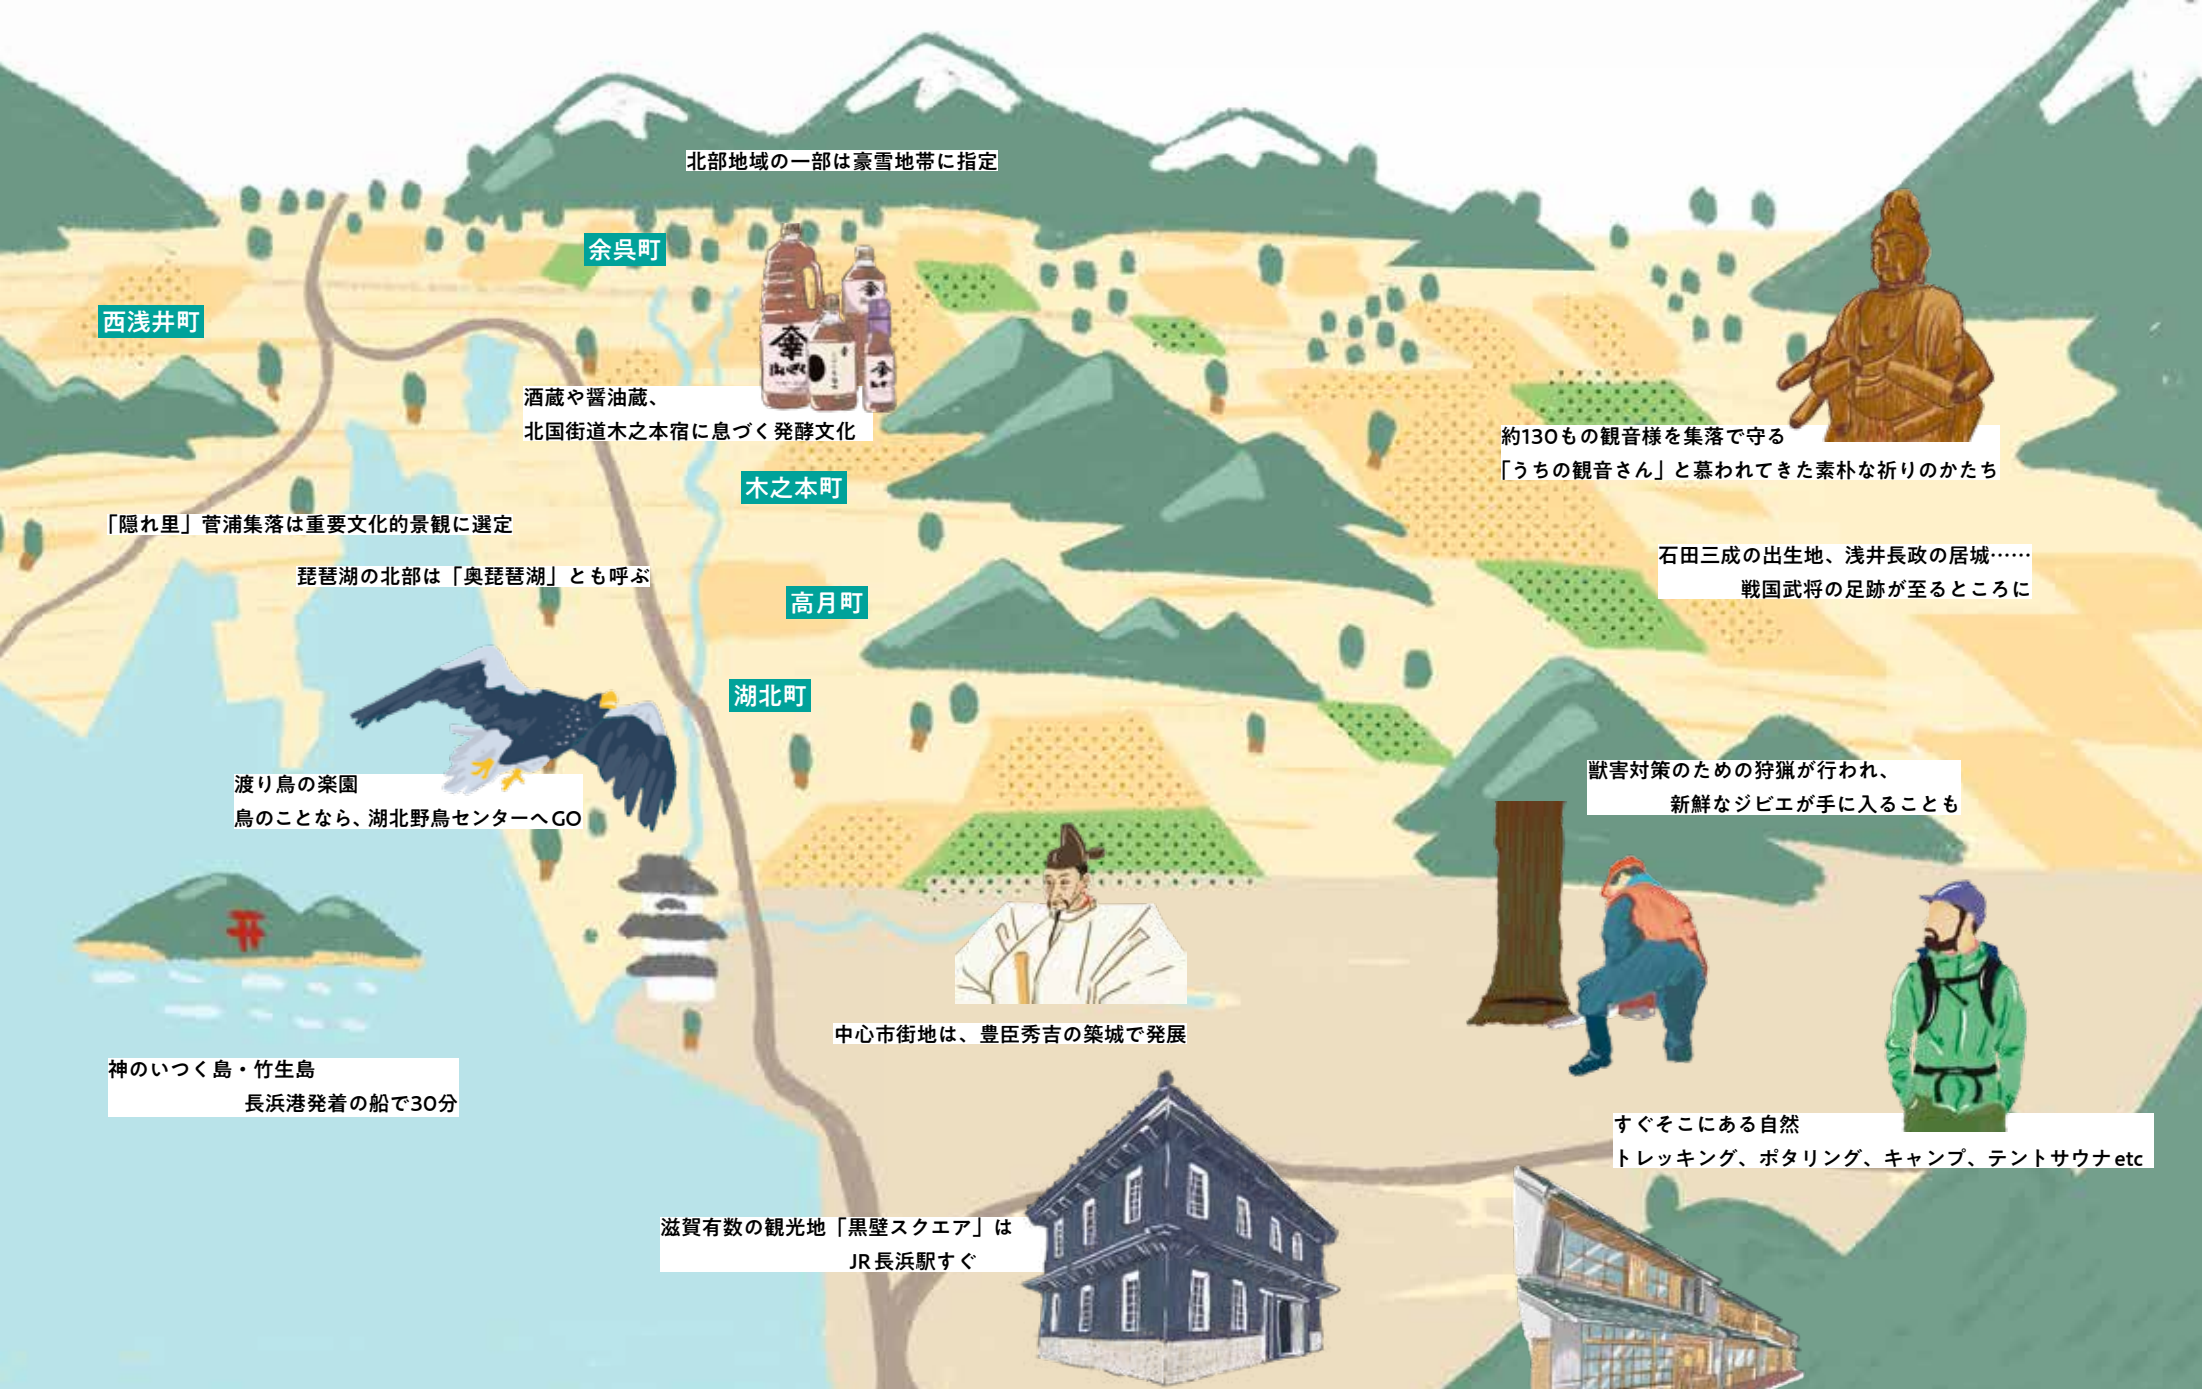 北部地域の一部は豪雪地帯に指定
余呉町
西浅井町
酒蔵や醤油蔵、
北国街道木之本宿に息づく発酵文化
約130もの観音様を集落で守る
「うちの観音さん」と慕われてきた素朴な祈りのかたち
木之本町
「隠れ里」菅浦集落は重要文化的景観に選定
琵琶湖の北部は「奥琵琶湖」とも呼ぶ
石田三成の出生地、浅井長政の居城……
戦国武将の足跡が至るところに
高月町
湖北町
渡り鳥の楽園
鳥のことなら、湖北野鳥センターへGO
獣害対策のための狩猟が行われ、
新鮮なジビエが手に入ることも
中心市街地は、豊臣秀吉の築城で発展
神のいつく島・竹生島
長浜港発着の船で30分
すぐそこにある自然
トレッキング、ポタリング、キャンプ、テントサウナetc
滋賀有数の観光地「黒壁スクエア」は
JR長浜駅すぐ